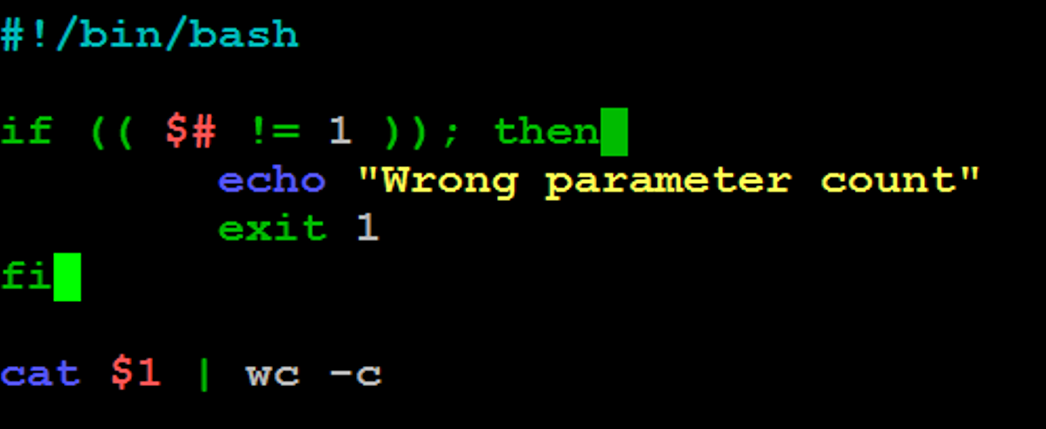 #!/bin/bash
if (( $# != 1 )); then
echo "Wrong parameter count"
exit 1
fi
cat $1 | wc -c